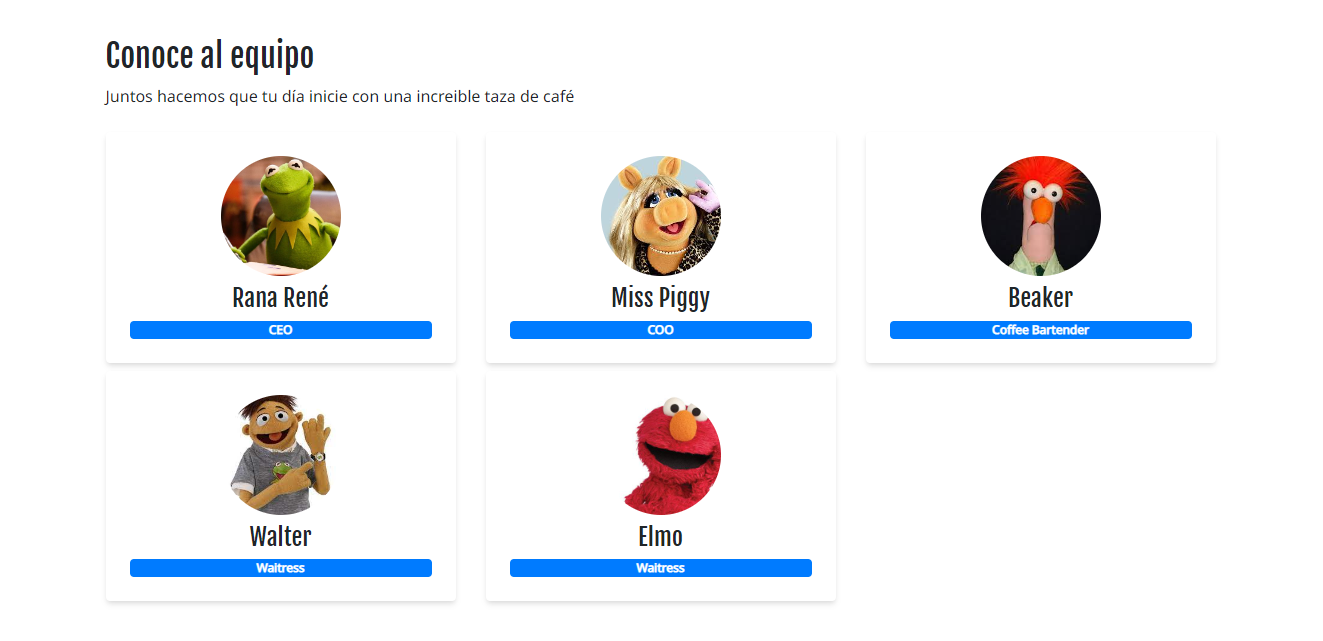 Conoce al equipo
Juntos hacemos que tu día inicie con una increible taza de café
Rana René
CEO
Miss Piggy
COO
Beaker
Coffee Bartender
Walter
Waitress
Elmo
Waitress